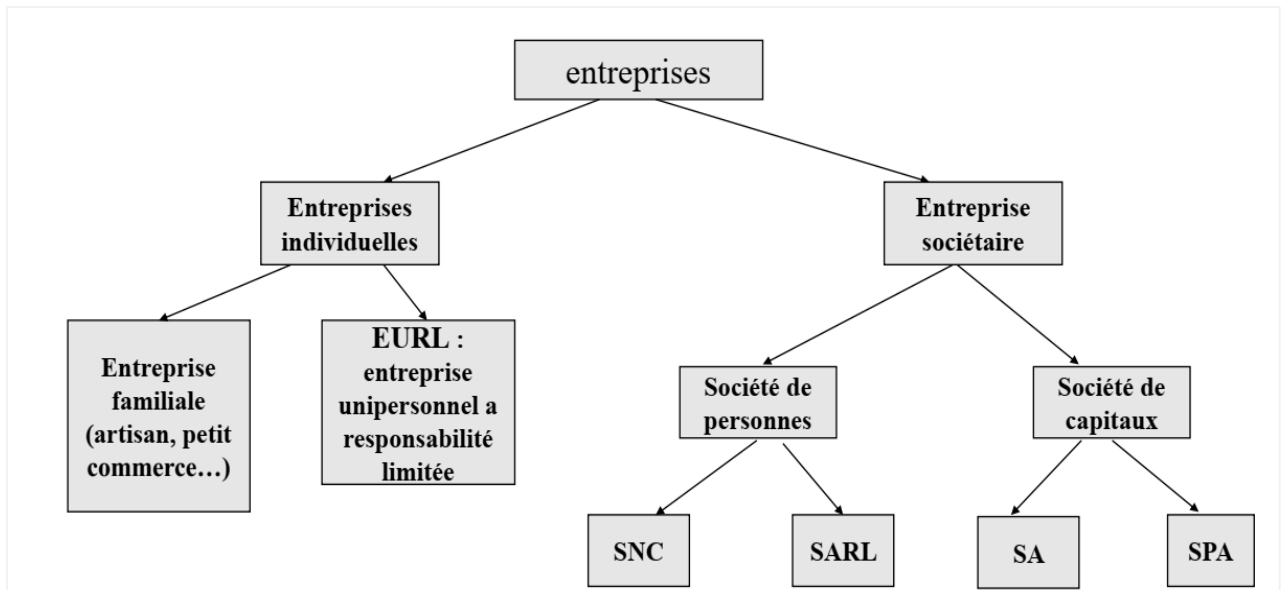 entreprises
Entreprises
individuelles
Entreprise
sociétaire
Entreprise
familiale
(artisan, petit
commerce…)
EURL :
entreprise
unipersonnel a
responsabilité
limitée
Société de
personnes
Société de
capitaux
SNC
SARL
SA
SPA